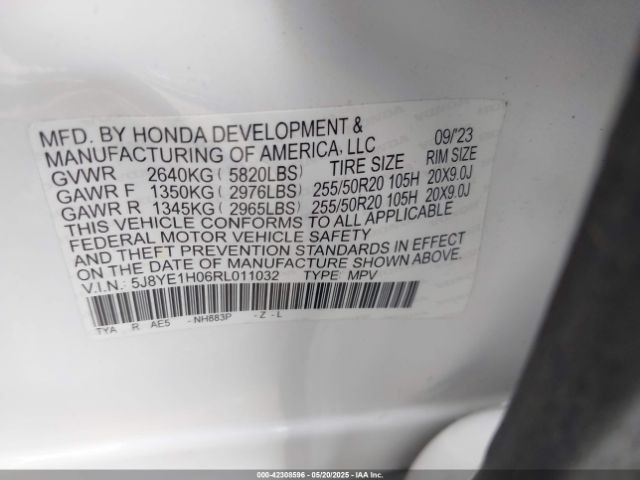 MFD. BY HONDA DEVELOPMENT & MANUFACTURING OF AMERICA, LLC 09/'23
GVWR 2640KG ( 5820LBS) TIRE SIZE RIM SIZE
GAWR F 1350KG ( 2976LBS) 255/50R20 105H 20X9.0J
GAWR R 1345KG ( 2965LBS) 255/50R20 105H 20X9.0J
THIS VEHICLE CONFORMS TO ALL APPLICABLE
FEDERAL MOTOR VEHICLE SAFETY
AND THEFT PREVENTION STANDARDS IN EFFECT
ON THE DATE OF MANUFACTURE SHOWN ABOVE.
V.I.N.: 5J8YE1H06RL011032 TYPE: MPV
TYA R AE5 -NH883P -Z-L
00-42308596 | 05/20/2025 | IAA Inc.